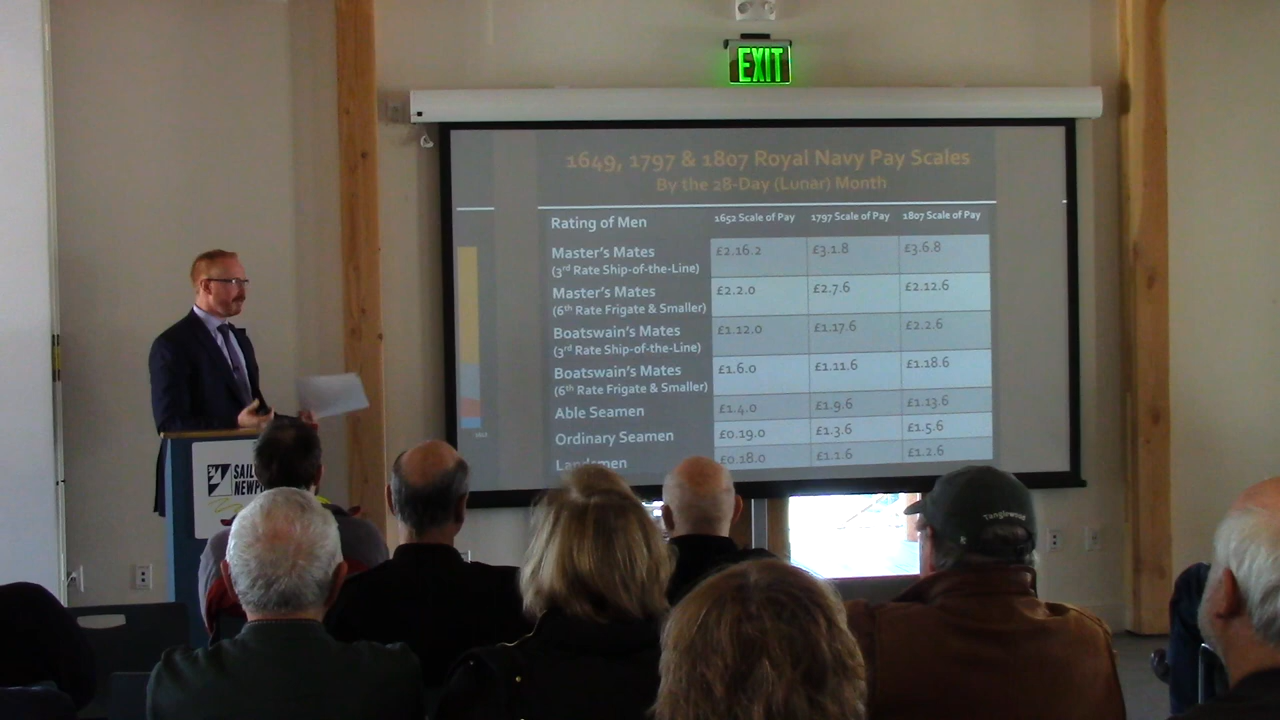 EXIT
1649, 1797 & 1807 Royal Navy Pay Scales
By the 28-Day (Lunar) Month
Rating of Men 1652 Scale of Pay 1797 Scale of Pay 1807 Scale of Pay
Master's Mates £2.16.2 £3.1.8 £3.6.8
(3rd Rate Ship-of-the-Line)
Master's Mates £2.2.0 £2.7.6 £2.12.6
(6th Rate Frigate & Smaller)
Boatswain's Mates £1.12.0 £1.17.6 £2.2.6
(3rd Rate Ship-of-the-Line)
Boatswain's Mates £1.6.0 £1.11.6 £1.18.6
(6th Rate Frigate & Smaller)
Able Seamen £1.4.0 £1.9.6 £1.13.6
Ordinary Seamen £0.19.0 £1.3.6 £1.5.6
Landsmen £0.18.0 £1.1.6 £1.2.6
SAIL
NEWP
Tanglewood